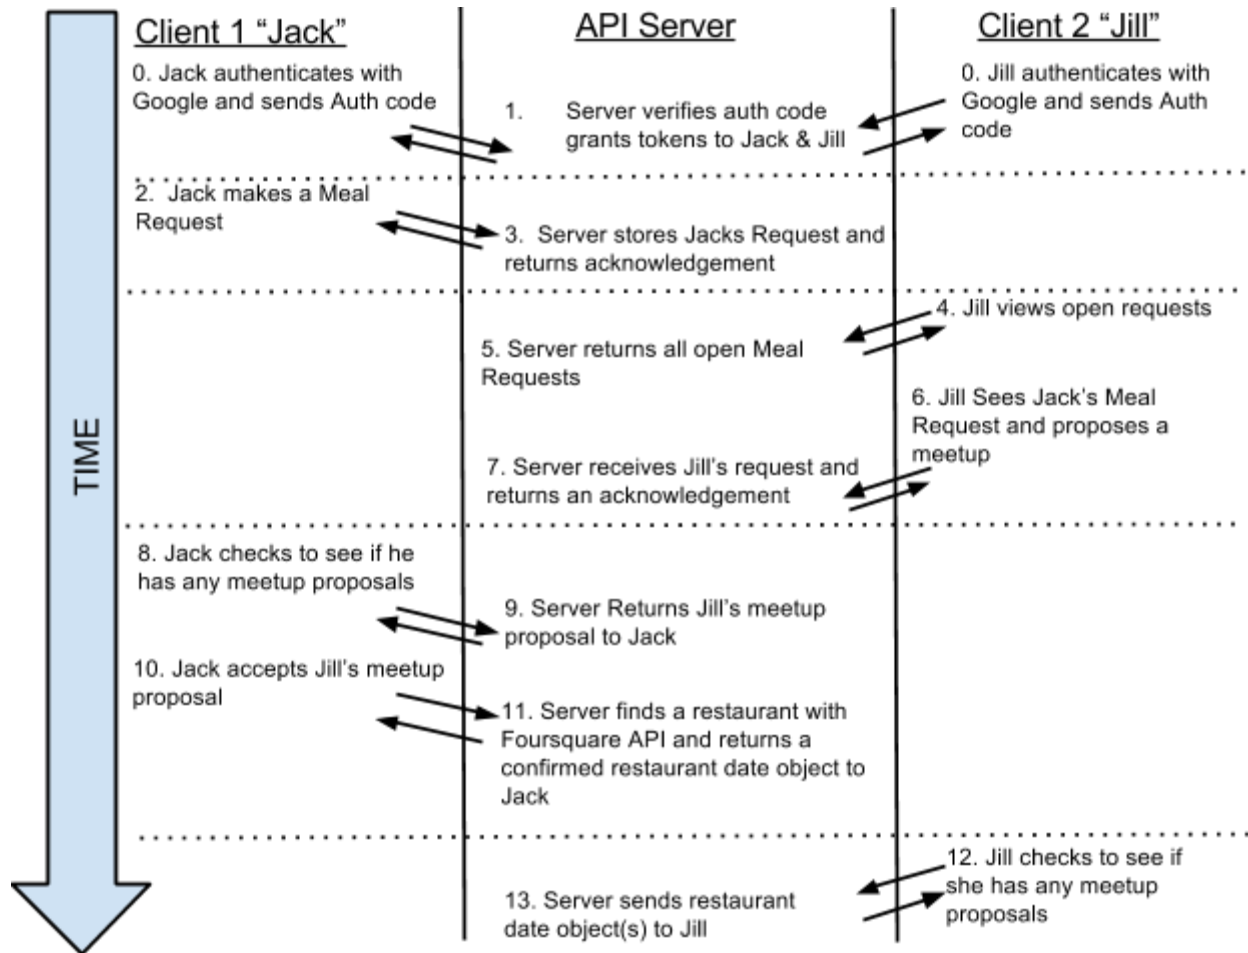 Client 1 “Jack”
API Server
Client 2 “Jill”
0. Jack authenticates with
Google and sends Auth code
0. Jill authenticates with
Google and sends Auth
code
1. Server verifies auth code
grants tokens to Jack & Jill
2. Jack makes a Meal
Request
3. Server stores Jacks Request and
returns acknowledgement
4. Jill views open requests
5. Server returns all open Meal
Requests
6. Jill Sees Jack’s Meal
Request and proposes a
meetup
7. Server receives Jill’s request and
returns an acknowledgement
TIME
8. Jack checks to see if he
has any meetup proposals
9. Server Returns Jill’s meetup
proposal to Jack
10. Jack accepts Jill’s meetup
proposal
11. Server finds a restaurant with
Foursquare API and returns a
confirmed restaurant date object to
Jack
12. Jill checks to see if
she has any meetup
proposals
13. Server sends restaurant
date object(s) to Jill